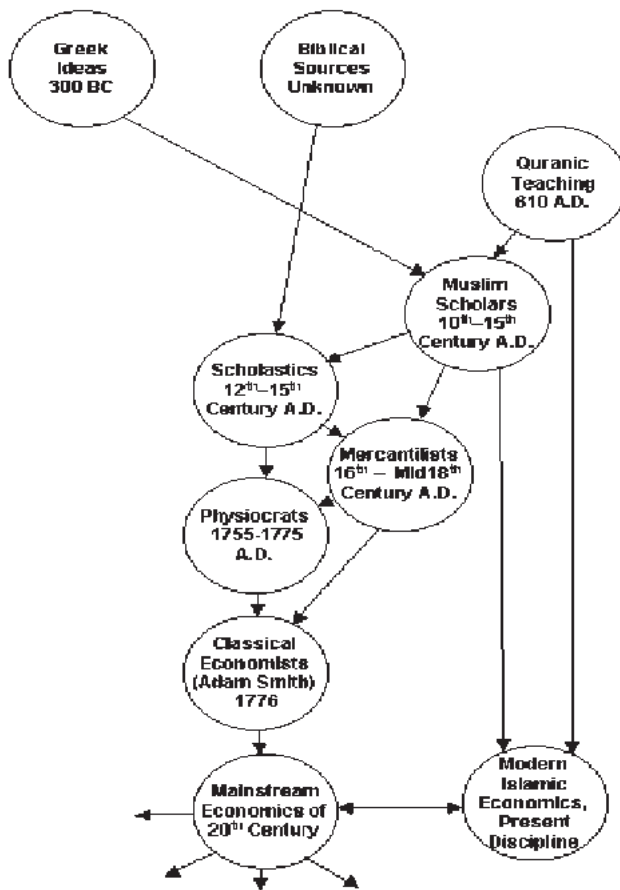 Greek
Ideas
300 BC
Biblical
Sources
Unknown
Quranic
Teaching
610 A.D.
Muslim
Scholars
10th–15th
Century A.D.
Scholastics
12th–15th
Century A.D.
Mercantilists
16th – Mid18th
Century A.D.
Physiocrats
1755-1775
A.D.
Classical
Economists
(Adam Smith)
1776
Mainstream
Economics of
20th Century
Modern
Islamic
Economics,
Present
Discipline